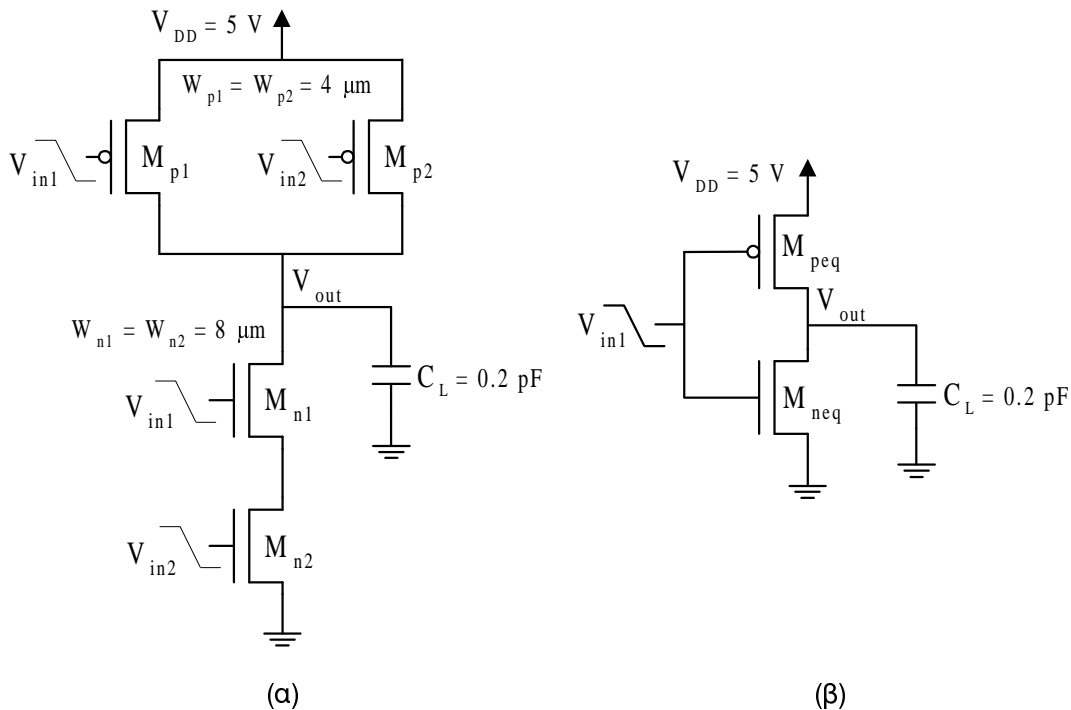 V_DD = 5 V
W_p1 = W_p2 = 4 μm
V_in1
M_p1
V_in2
M_p2
V_out
W_n1 = W_n2 = 8 μm
V_in1
M_n1
C_L = 0.2 pF
V_in2
M_n2
(α)
V_DD = 5 V
M_peq
V_out
V_in1
M_neq
C_L = 0.2 pF
(β)